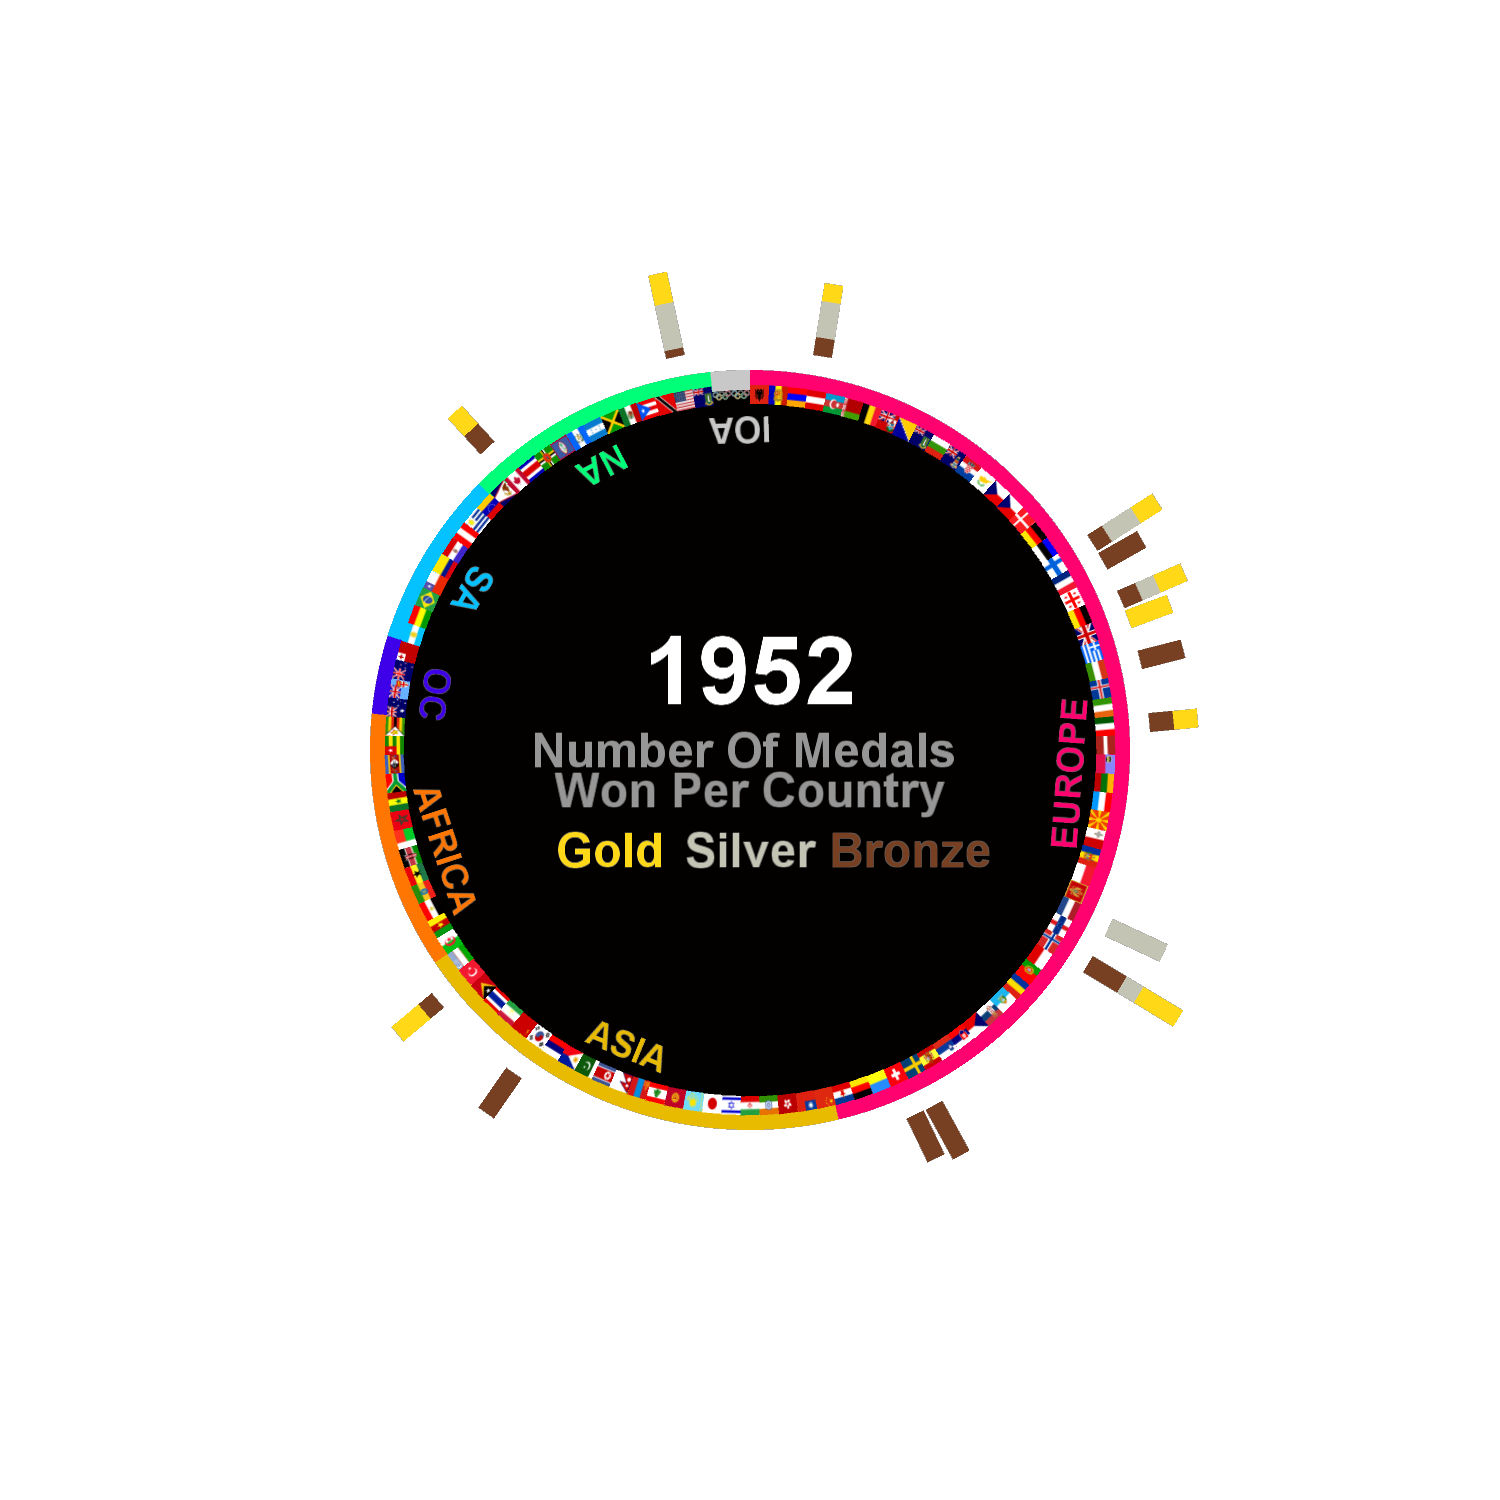 IOA
NA
SA
OC
EUROPE
AFRICA
ASIA
1952
Number Of Medals
Won Per Country
Gold Silver Bronze